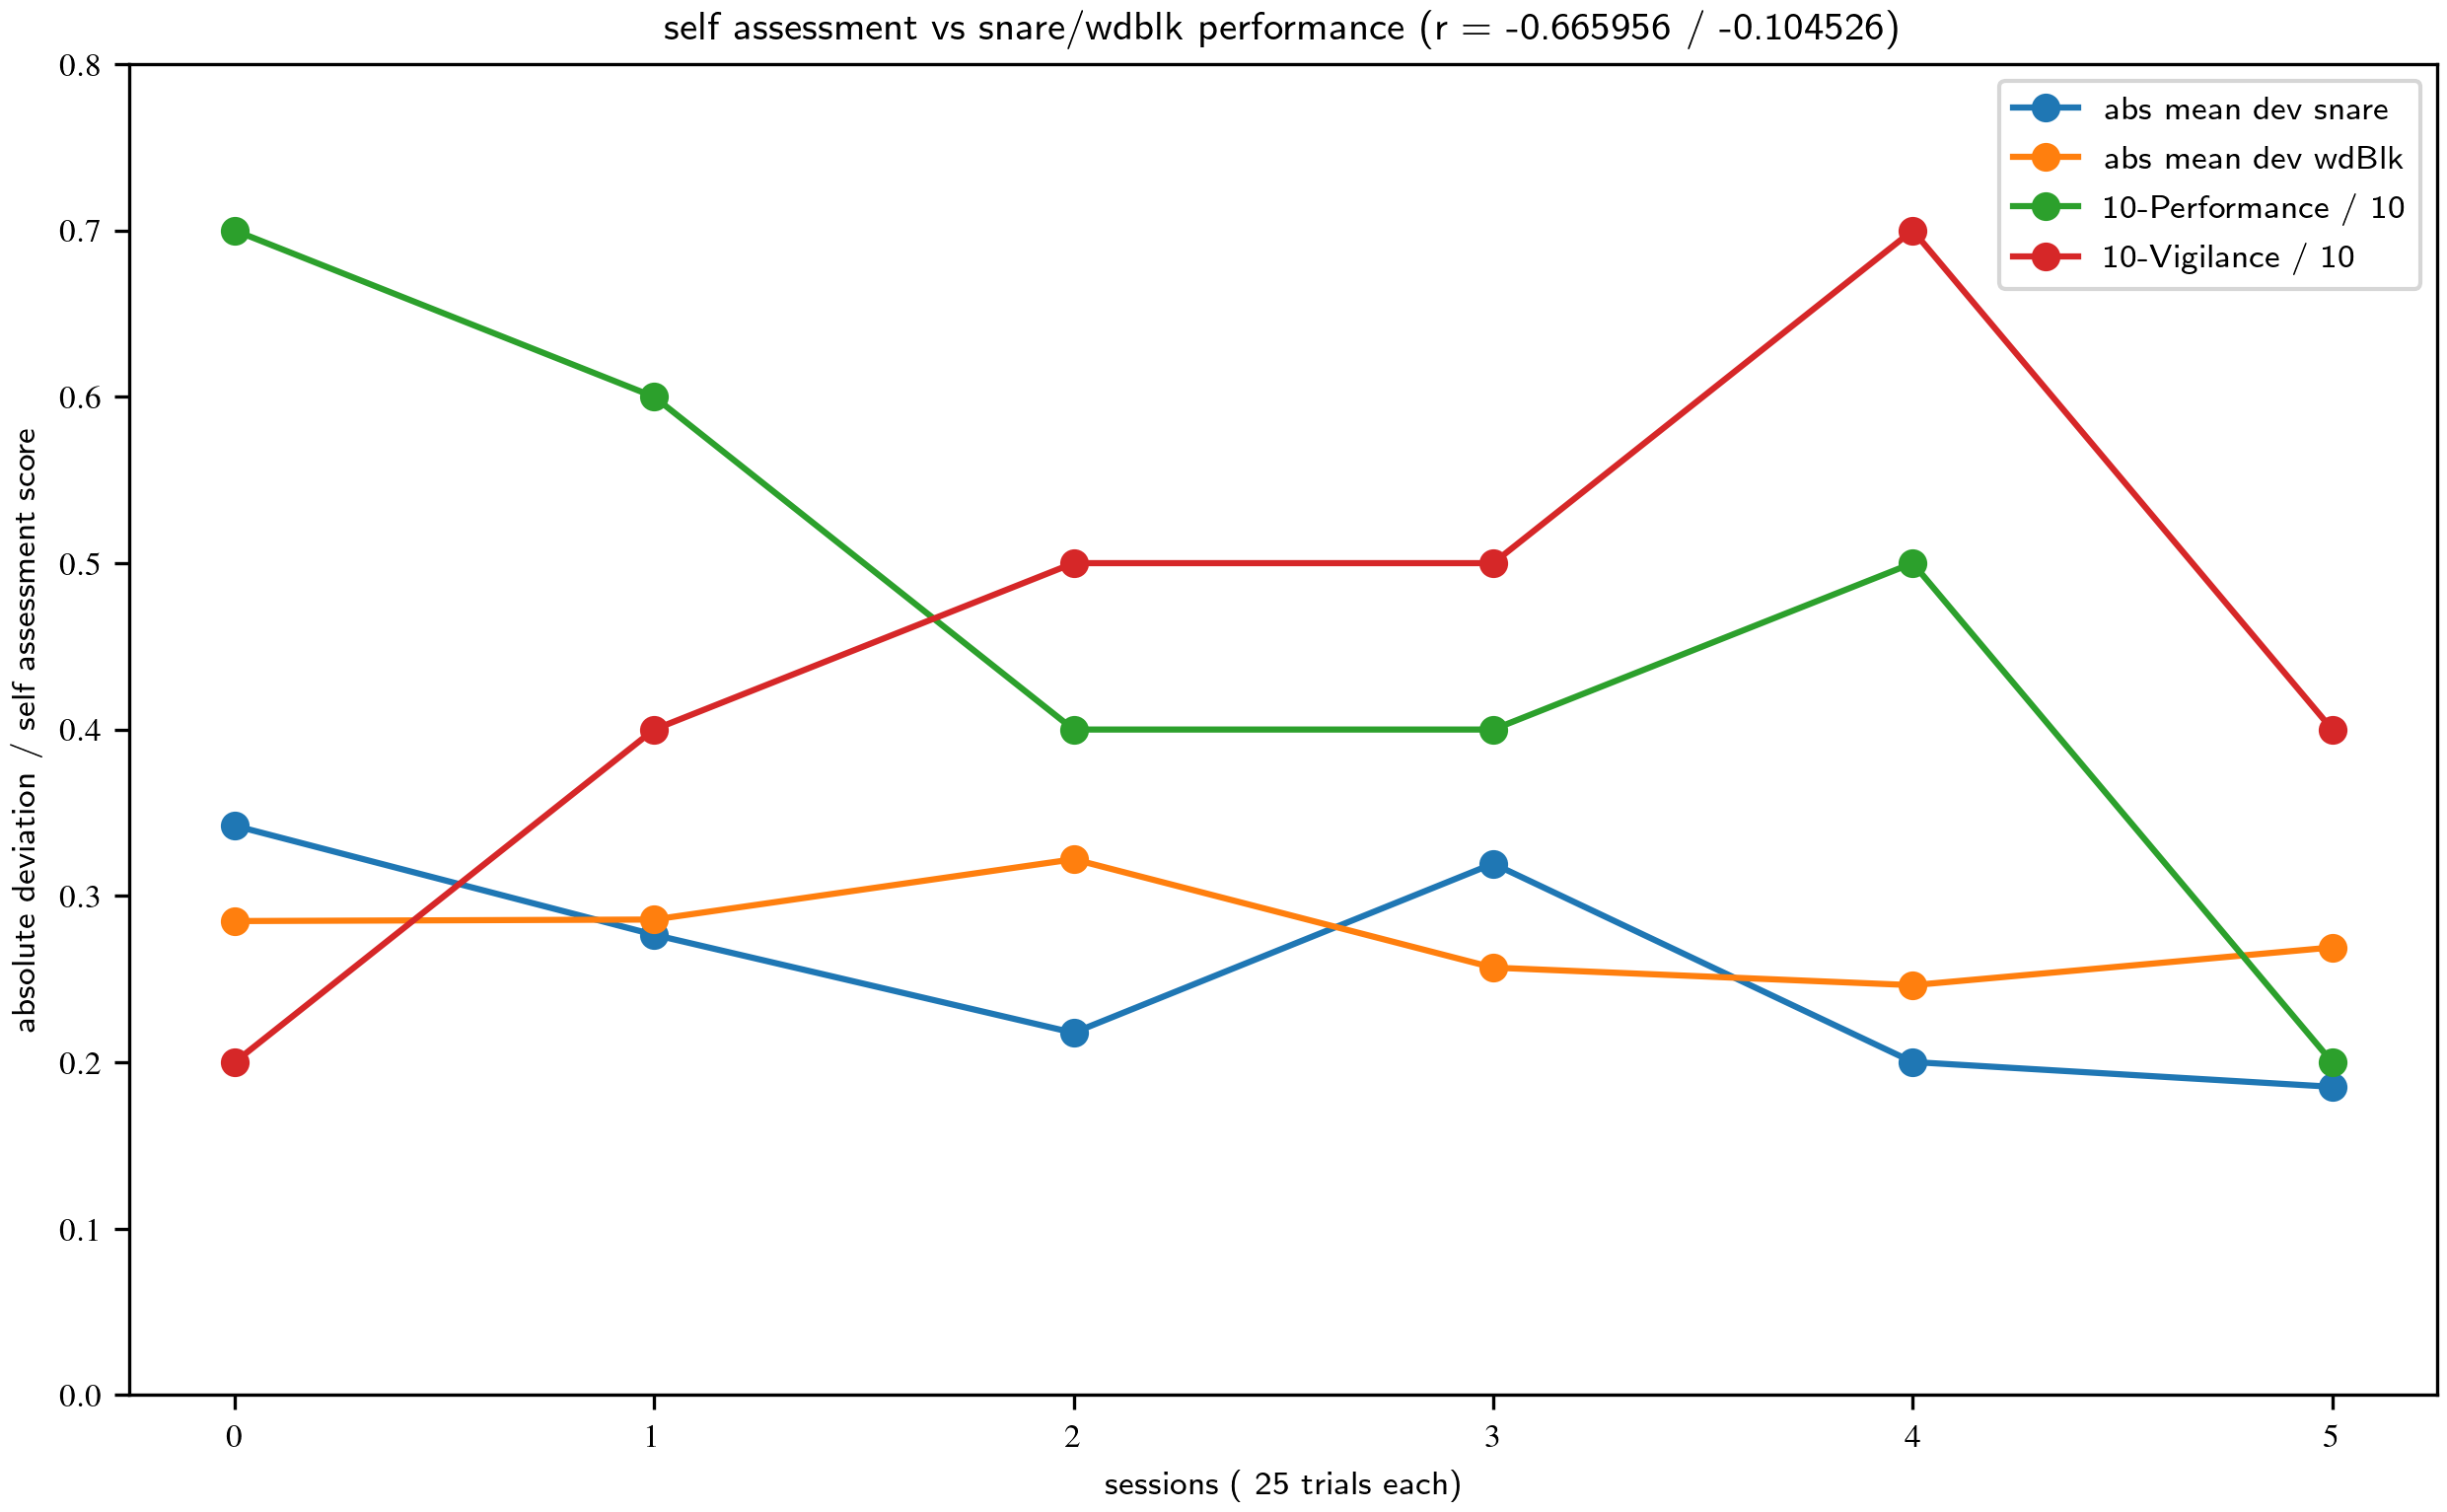 self assessment vs snare/wdblk performance (r = -0.665956 / -0.104526)
abs mean dev snare
abs mean dev wdBlk
10-Performance / 10
10-Vigilance / 10
absolute deviation / self assessment score
0.8
0.7
0.6
0.5
0.4
0.3
0.2
0.1
0.0
0 1 2 3 4 5
sessions ( 25 trials each)